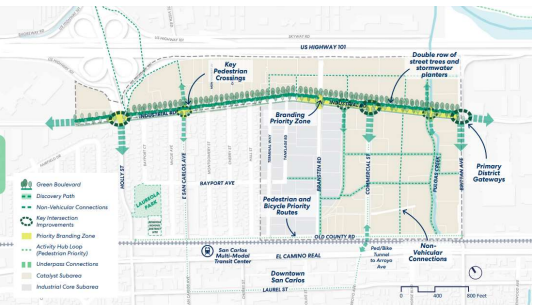 US HIGHWAY 101
Key
Pedestrian
Crossings
Double row of
street trees and
stormwater
planters
INDUSTRIAL RD
Branding
Priority Zone
Primary
District
Gateways
HOLLY ST
E SAN CARLOS AVE
TERMINAL WAY
BRANSTEN RD
COMMERCIAL ST
PULGAS CREEK
BRITTAN AVE
BAYPORT AVE
LAUREOLA
PARK
Green Boulevard
Discovery Path
Non-Vehicular Connections
Key Intersection
Improvements
Priority Branding Zone
Activity Hub Loop
(Pedestrian Priority)
Underpass Connections
Catalyst Subarea
Industrial Core Subarea
Pedestrian and
Bicycle Priority
Routes
OLD COUNTY RD
San Carlos
Multi-Modal
Transit Center
EL CAMINO REAL
Ped/Bike
Tunnel
to Arroyo
Ave
Non-
Vehicular
Connections
Downtown
San Carlos
LAUREL ST
0 400 800 Feet